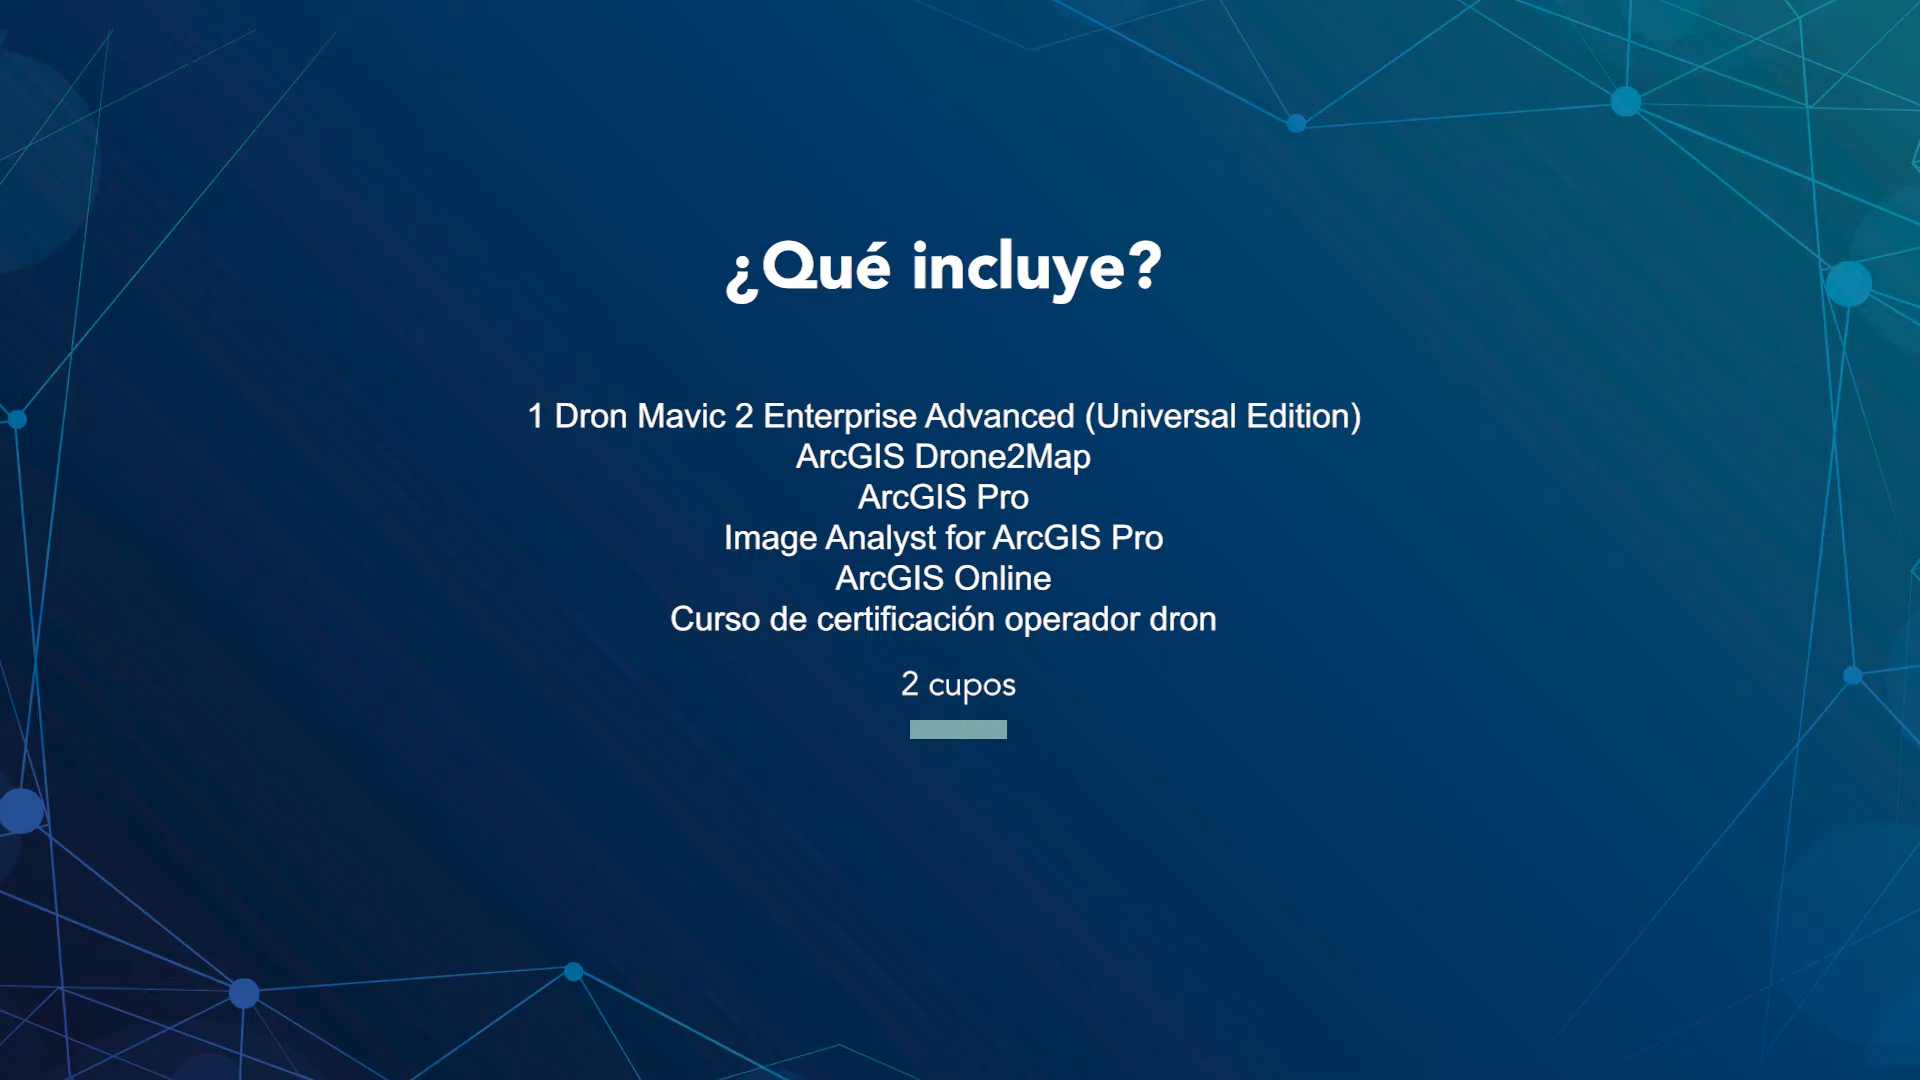 ¿Qué incluye?
1 Dron Mavic 2 Enterprise Advanced (Universal Edition)
ArcGIS Drone2Map
ArcGIS Pro
Image Analyst for ArcGIS Pro
ArcGIS Online
Curso de certificación operador dron
2 cupos